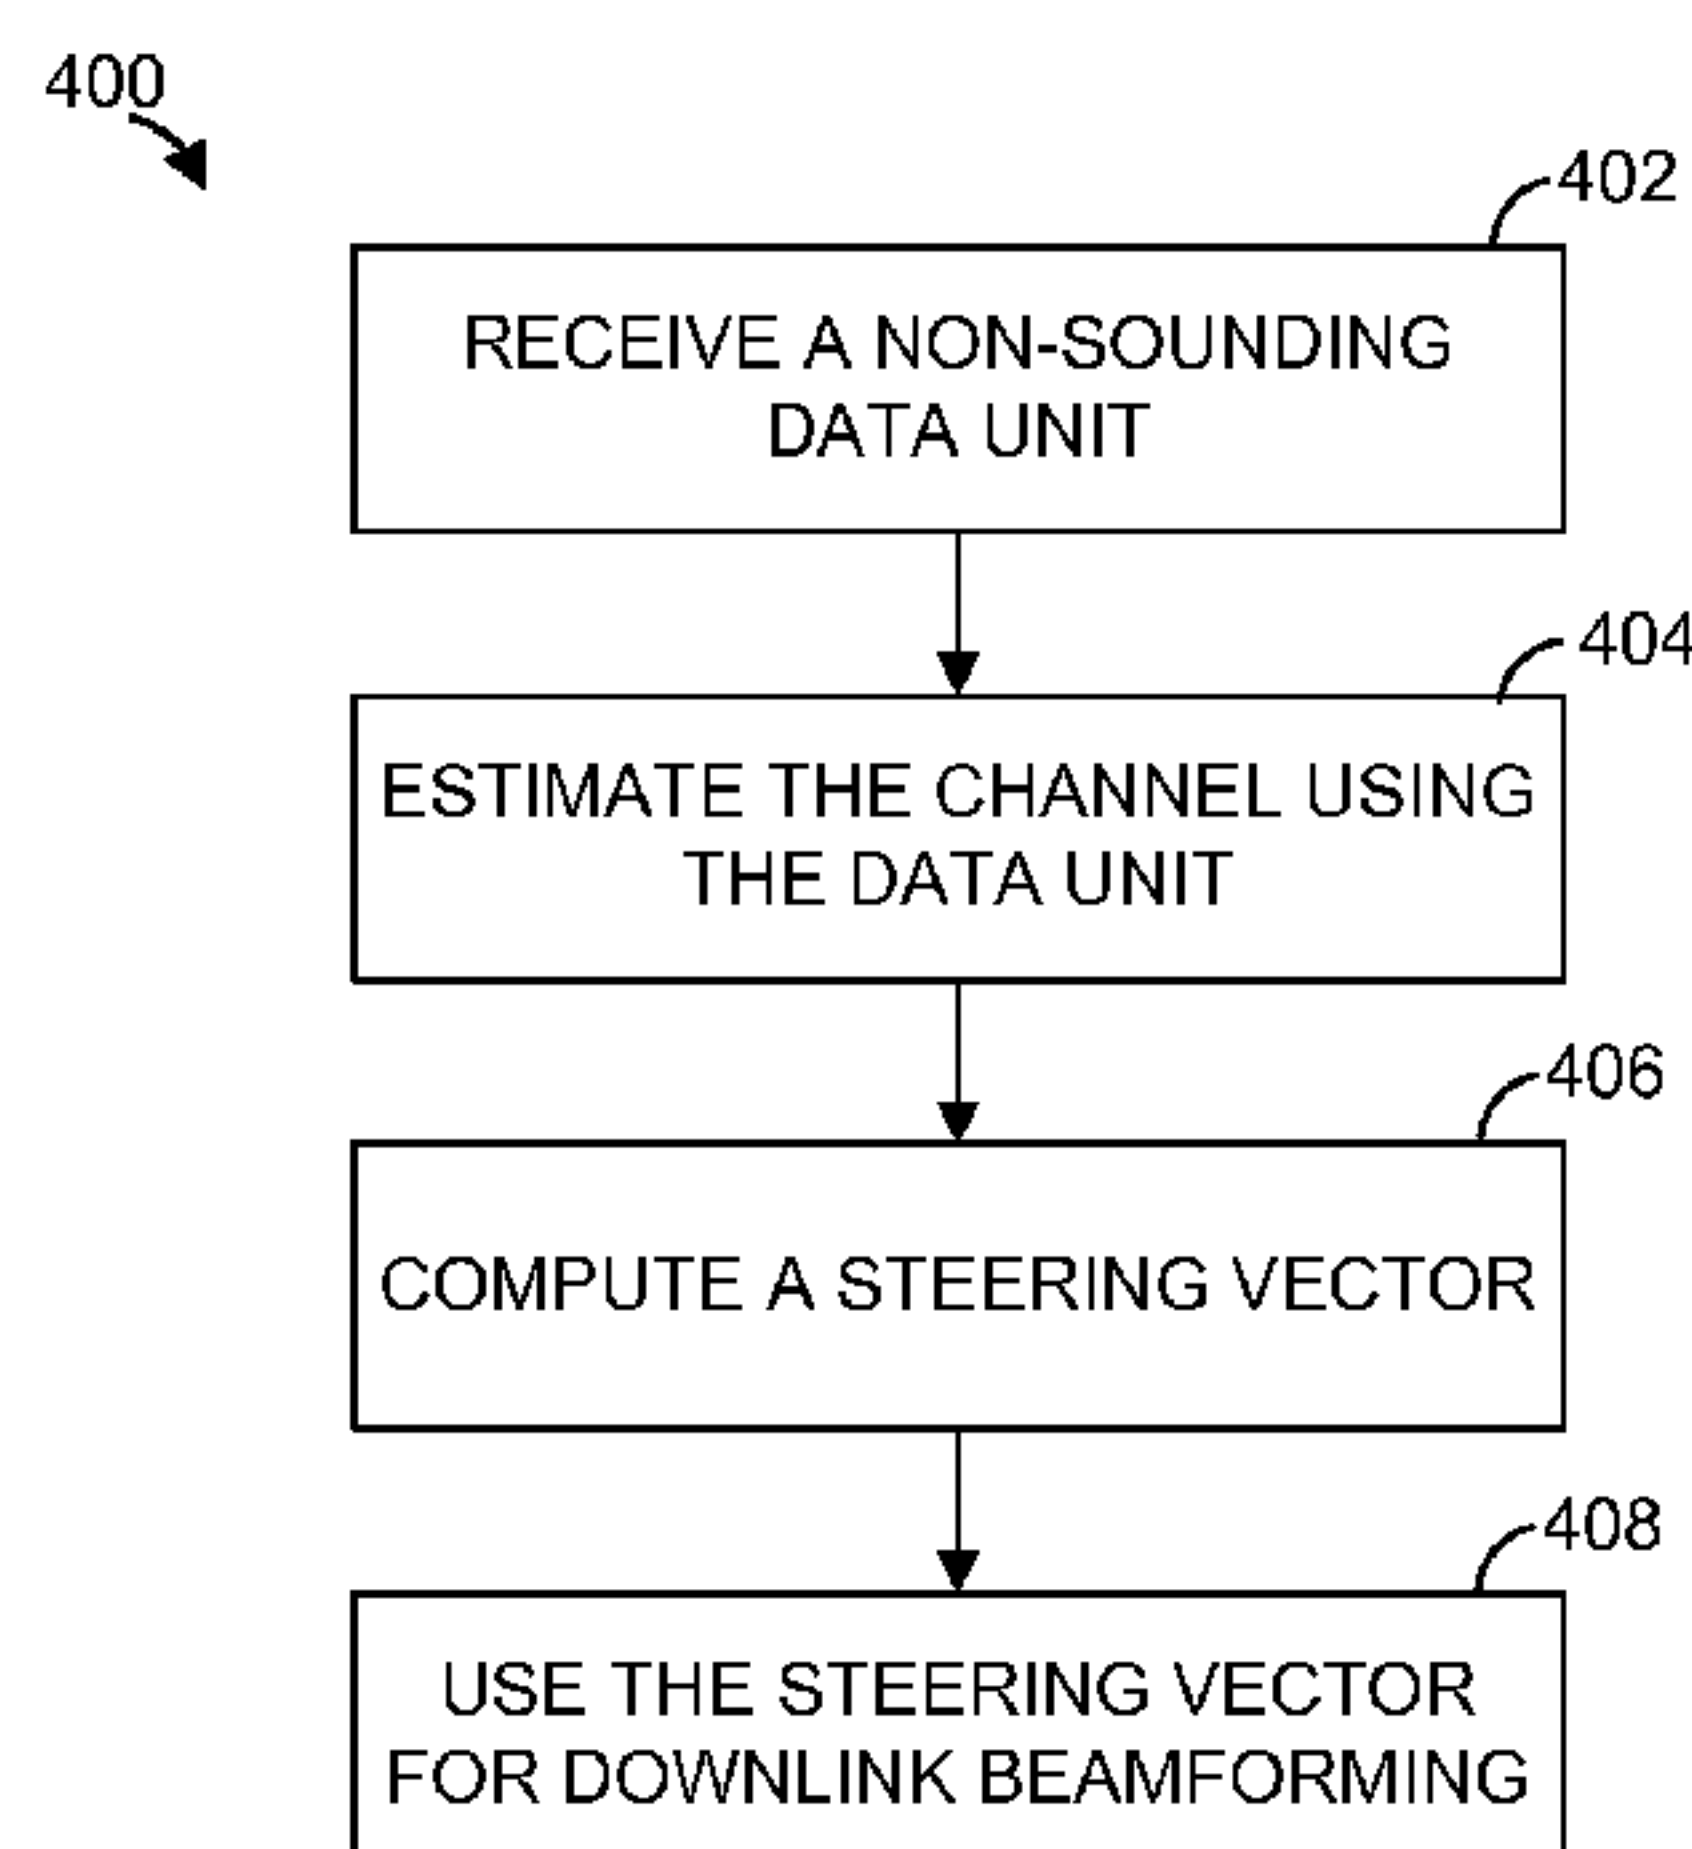 400
402
RECEIVE A NON-SOUNDING
DATA UNIT
404
ESTIMATE THE CHANNEL USING
THE DATA UNIT
406
COMPUTE A STEERING VECTOR
408
USE THE STEERING VECTOR
FOR DOWNLINK BEAMFORMING